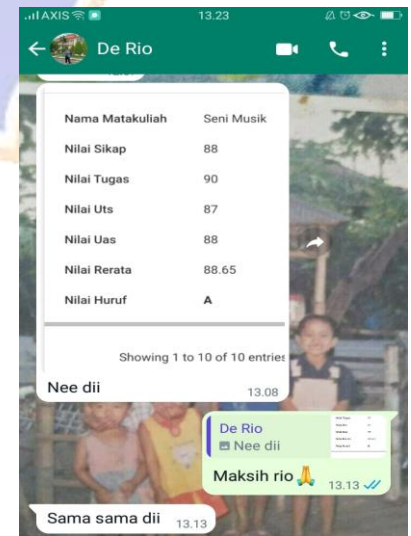 AXIS 13.23
De Rio
Nama Matakuliah Seni Musik
Nilai Sikap 88
Nilai Tugas 90
Nilai Uts 87
Nilai Uas 88
Nilai Rerata 88.65
Nilai Huruf A
Showing 1 to 10 of 10 entries
Nee dii 13.08
De Rio
Nee dii
Maksih rio🙏 13.13
Sama sama dii 13.13